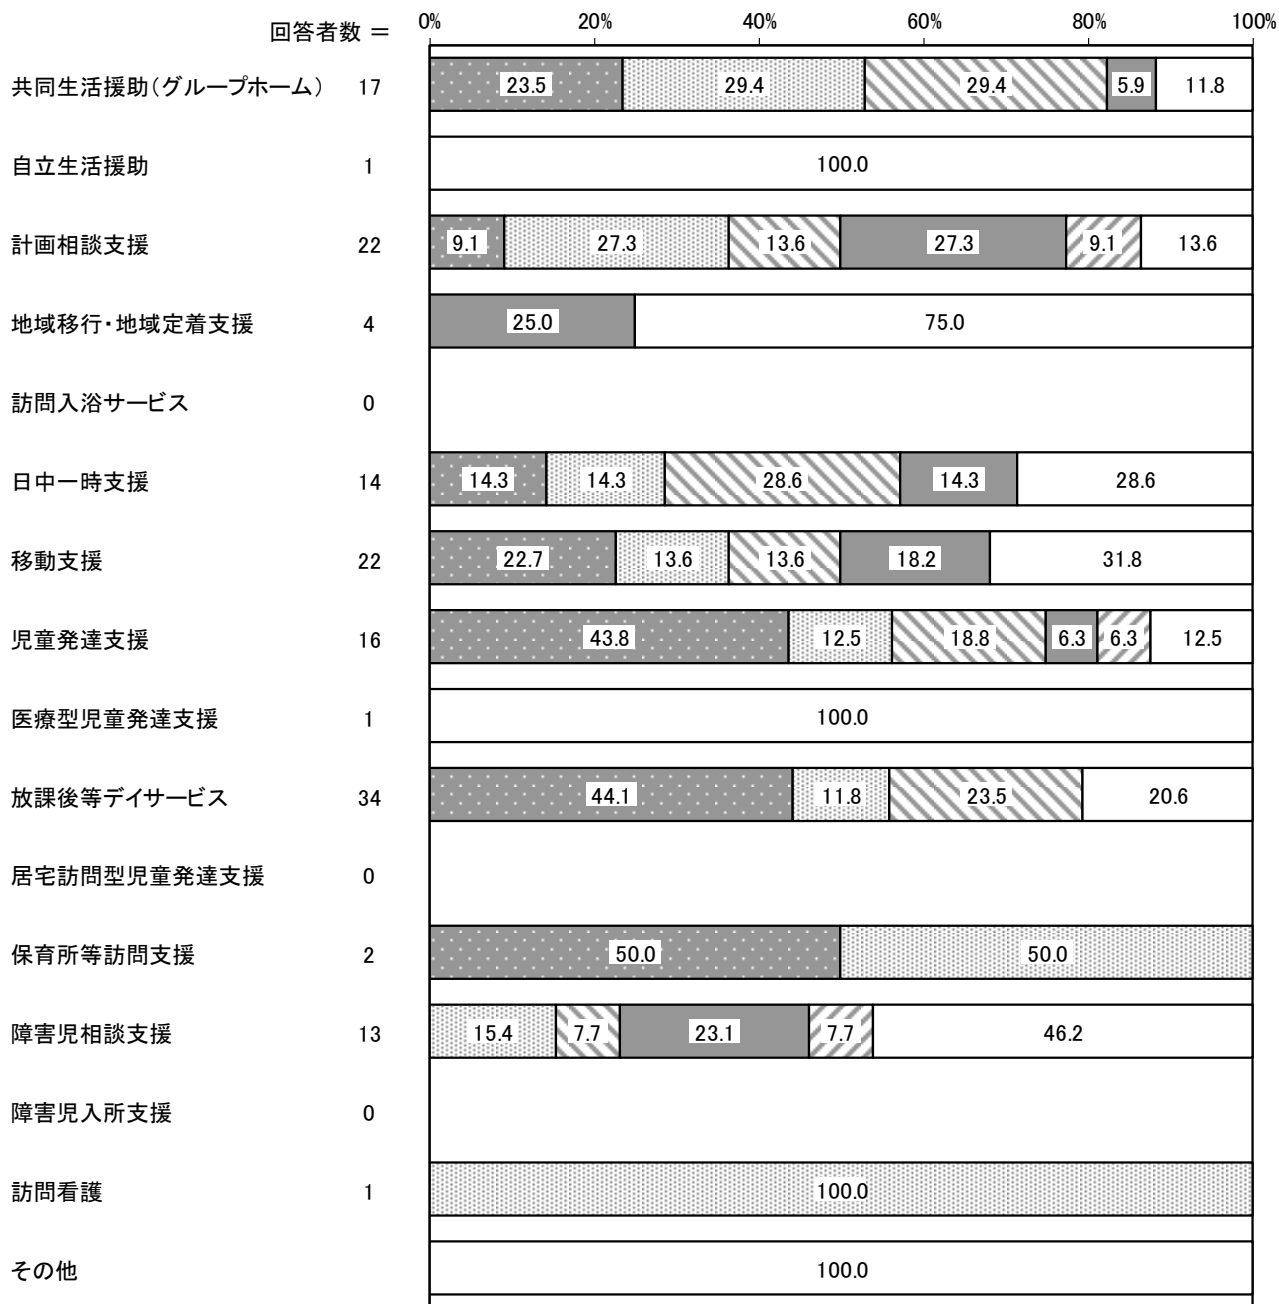 回答者数 ＝ 0% 20% 40% 60% 80% 100%
共同生活援助（グループホーム） 17 23.5 29.4 29.4 5.9 11.8
自立生活援助 1 100.0
計画相談支援 22 9.1 27.3 13.6 27.3 9.1 13.6
地域移行・地域定着支援 4 25.0 75.0
訪問入浴サービス 0
日中一時支援 14 14.3 14.3 28.6 14.3 28.6
移動支援 22 22.7 13.6 13.6 18.2 31.8
児童発達支援 16 43.8 12.5 18.8 6.3 6.3 12.5
医療型児童発達支援 1 100.0
放課後等デイサービス 34 44.1 11.8 23.5 20.6
居宅訪問型児童発達支援 0
保育所等訪問支援 2 50.0 50.0
障害児相談支援 13 15.4 7.7 23.1 7.7 46.2
障害児入所支援 0
訪問看護 1 100.0
その他 100.0